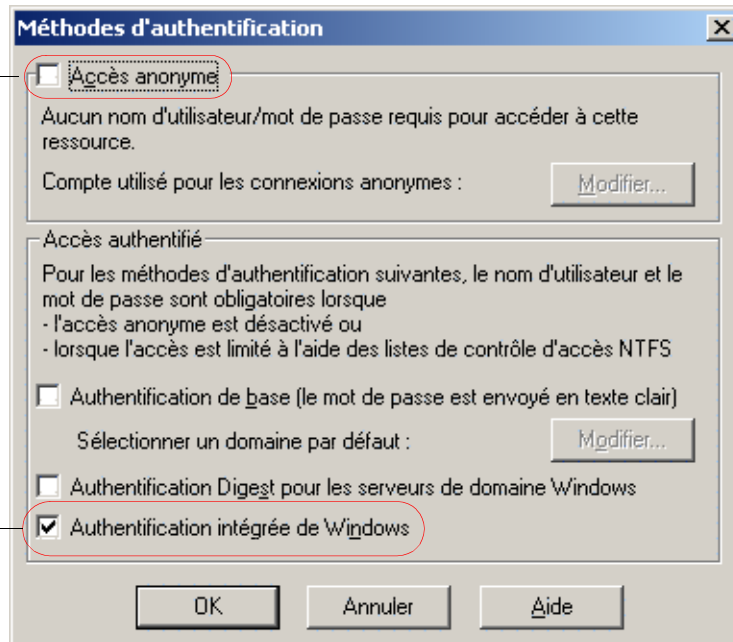 Méthodes d'authentification
Accès anonyme
Aucun nom d'utilisateur/mot de passe requis pour accéder à cette
ressource.
Compte utilisé pour les connexions anonymes :
Modifier...
Accès authentifié
Pour les méthodes d'authentification suivantes, le nom d'utilisateur et le
mot de passe sont obligatoires lorsque
- l'accès anonyme est désactivé ou
- lorsque l'accès est limité à l'aide des listes de contrôle d'accès NTFS
Authentification de base (le mot de passe est envoyé en texte clair)
Sélectionner un domaine par défaut :
Modifier...
Authentification Digest pour les serveurs de domaine Windows
Authentification intégrée de Windows
OK
Annuler
Aide